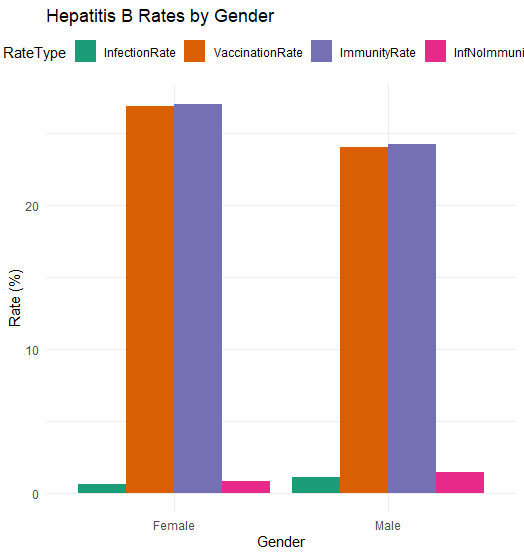 Hepatitis B Rates by Gender
RateType InfectionRate VaccinationRate ImmunityRate InfNoImmuni
Rate (%)
20
10
0
Female Male
Gender